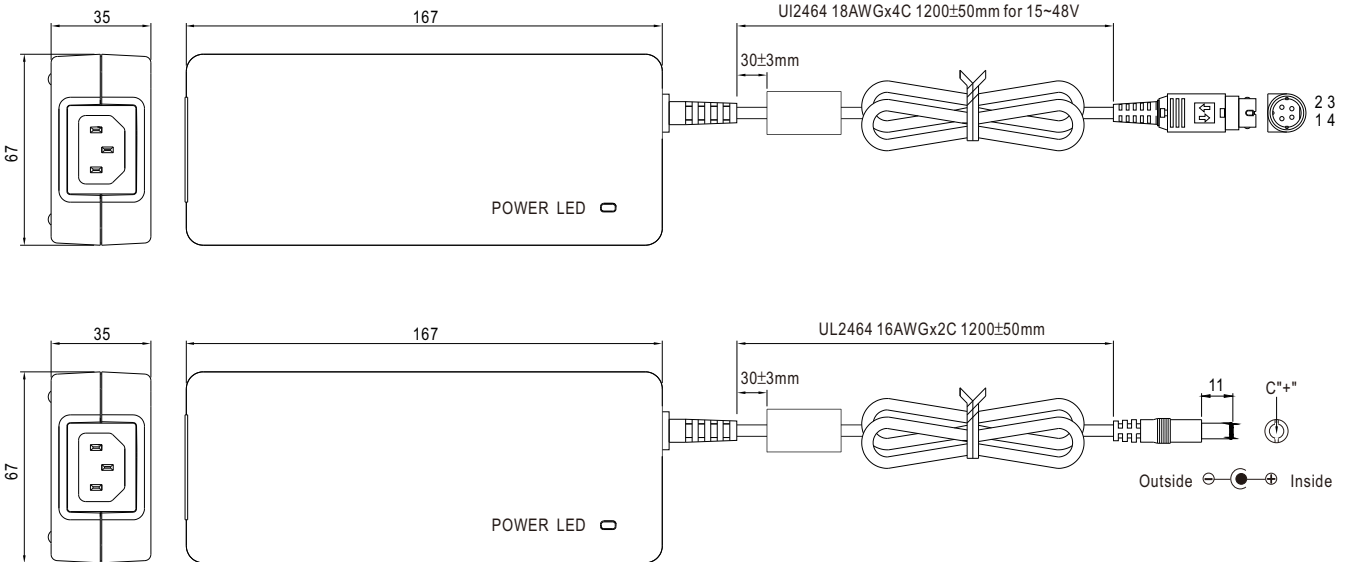 35
167
UI2464 18AWGx4C 1200±50mm for 15~48V
30±3mm
67
2 3
1 4
POWER LED
35
167
UL2464 16AWGx2C 1200±50mm
30±3mm
11
C"+"
67
Outside
Inside
POWER LED